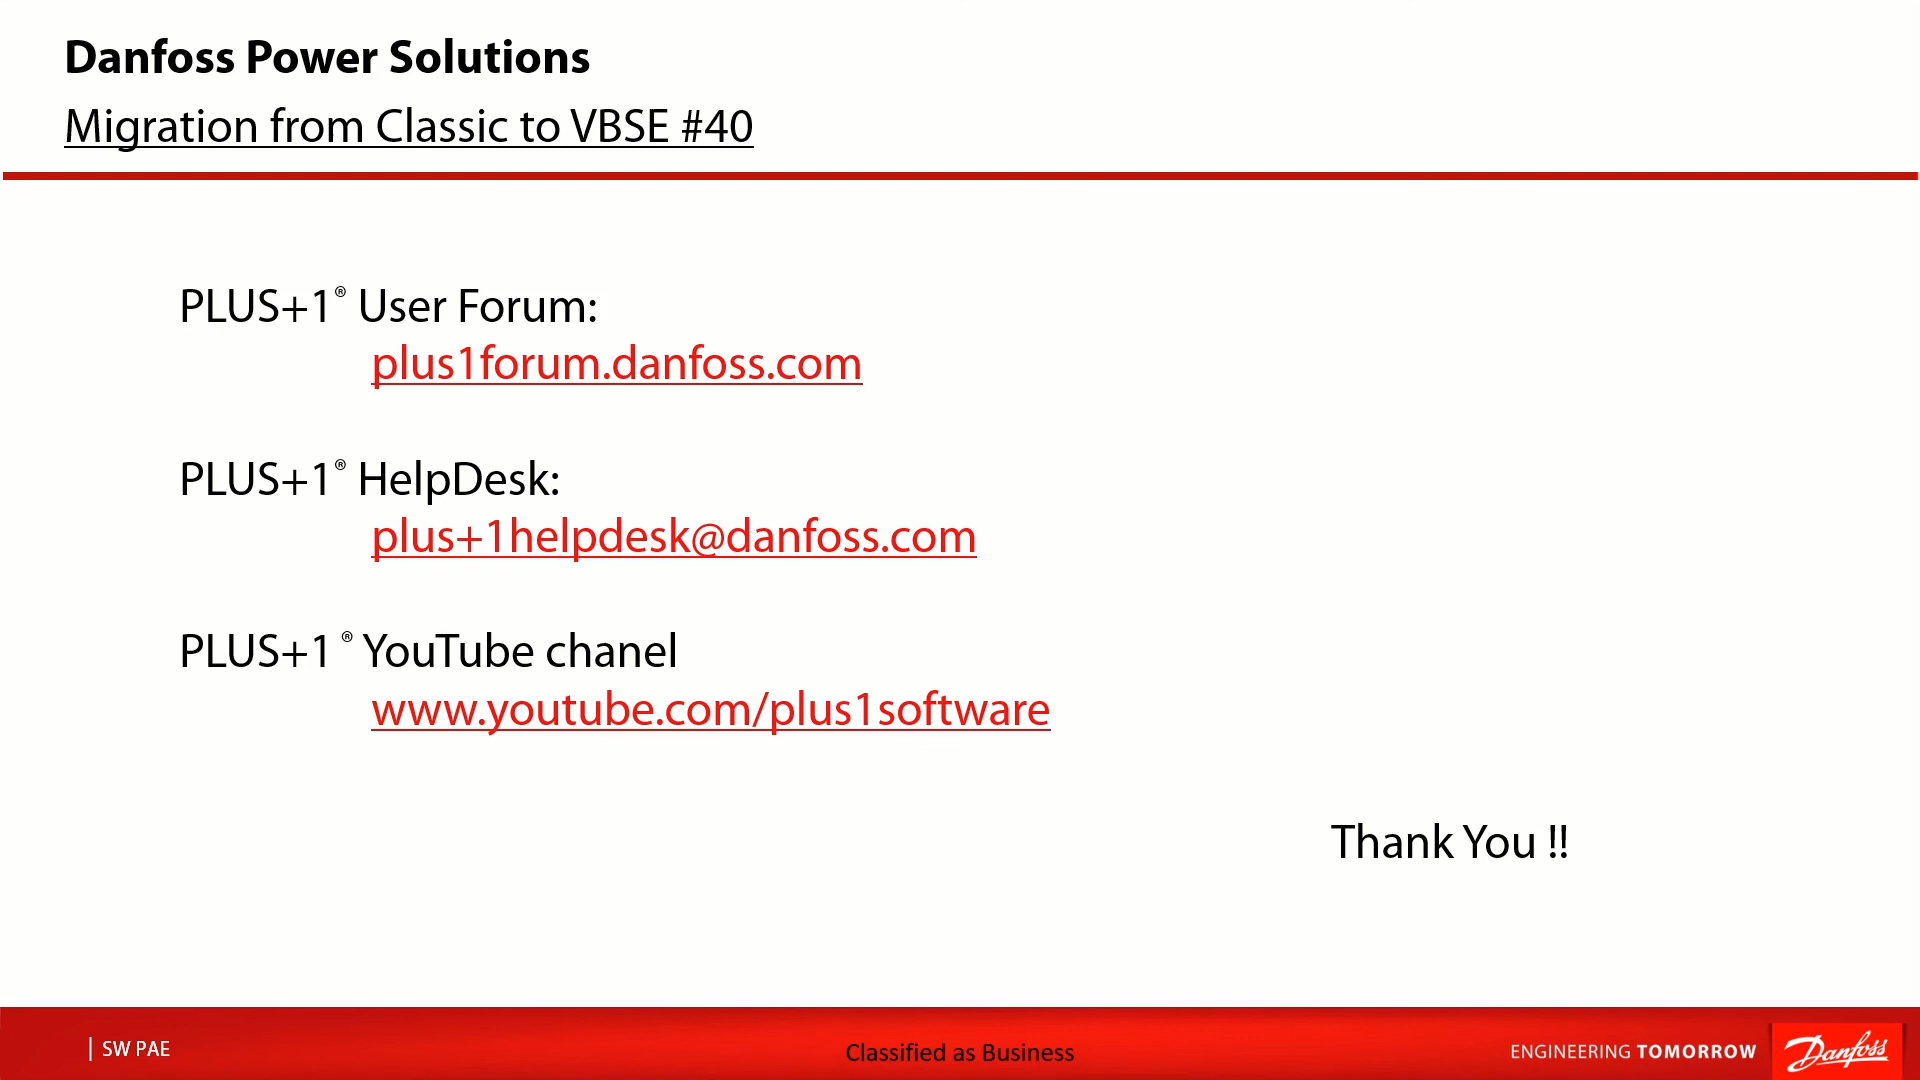 Danfoss Power Solutions
Migration from Classic to VBSE #40
PLUS+1® User Forum:
plus1forum.danfoss.com
PLUS+1® HelpDesk:
plus+1helpdesk@danfoss.com
PLUS+1 ® YouTube chanel
www.youtube.com/plus1software
Thank You !!
| SW PAE
Classified as Business
ENGINEERING TOMORROW
Danfoss